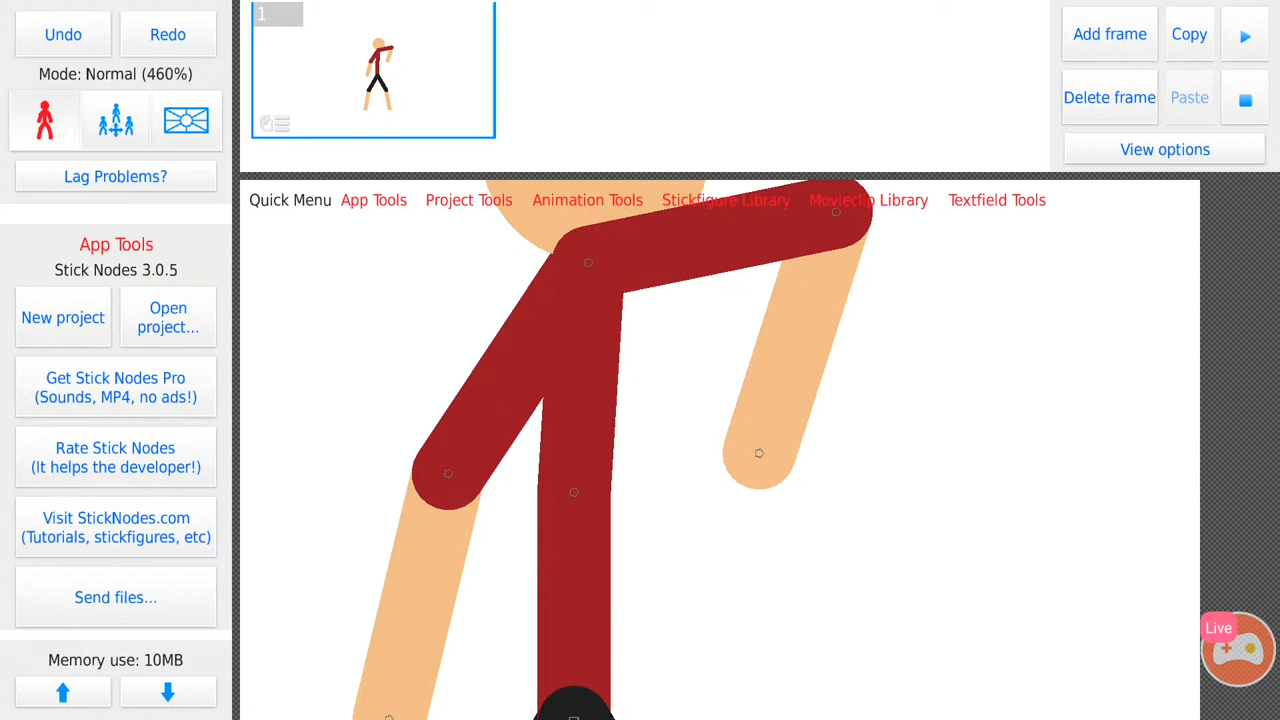 Undo
Redo
Mode: Normal (460%)
Lag Problems?
App Tools
Stick Nodes 3.0.5
New project
Open
project...
Get Stick Nodes Pro
(Sounds, MP4, no ads!)
Rate Stick Nodes
(It helps the developer!)
Visit StickNodes.com
(Tutorials, stickfigures, etc)
Send files...
Memory use: 10MB
1
Add frame
Copy
Delete frame
Paste
View options
Quick Menu
App Tools
Project Tools
Animation Tools
Stickfigure Library
Movieclip Library
Textfield Tools
Live